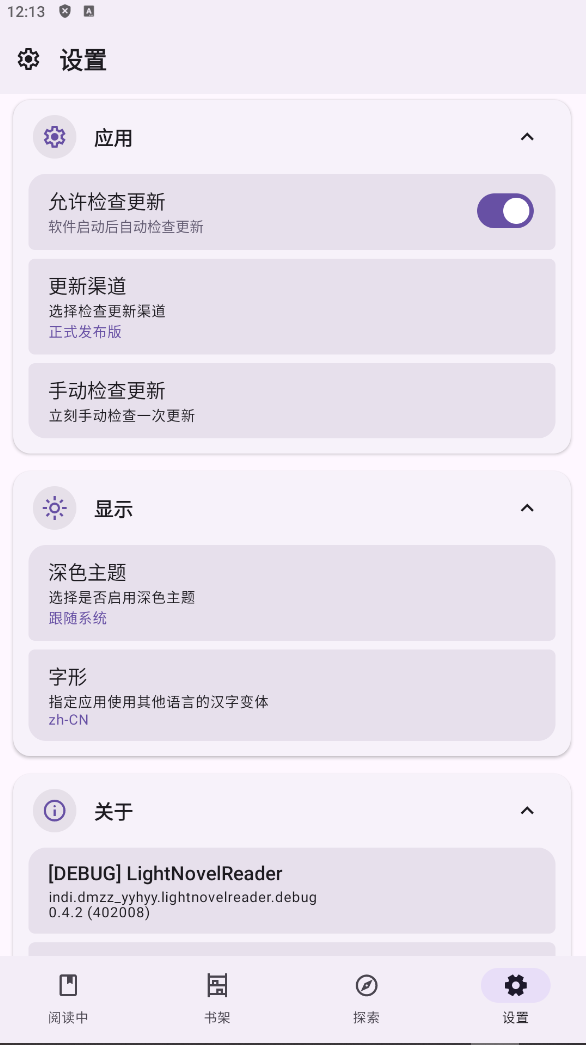 12:13
设置
应用
允许检查更新
软件启动后自动检查更新
更新渠道
选择检查更新渠道
正式发布版
手动检查更新
立刻手动检查一次更新
显示
深色主题
选择是否启用深色主题
跟随系统
字形
指定应用使用其他语言的汉字变体
zh-CN
关于
[DEBUG] LightNovelReader
indi.dmzz_yyhyy.lightnovelreader.debug
0.4.2 (402008)
阅读中
书架
探索
设置